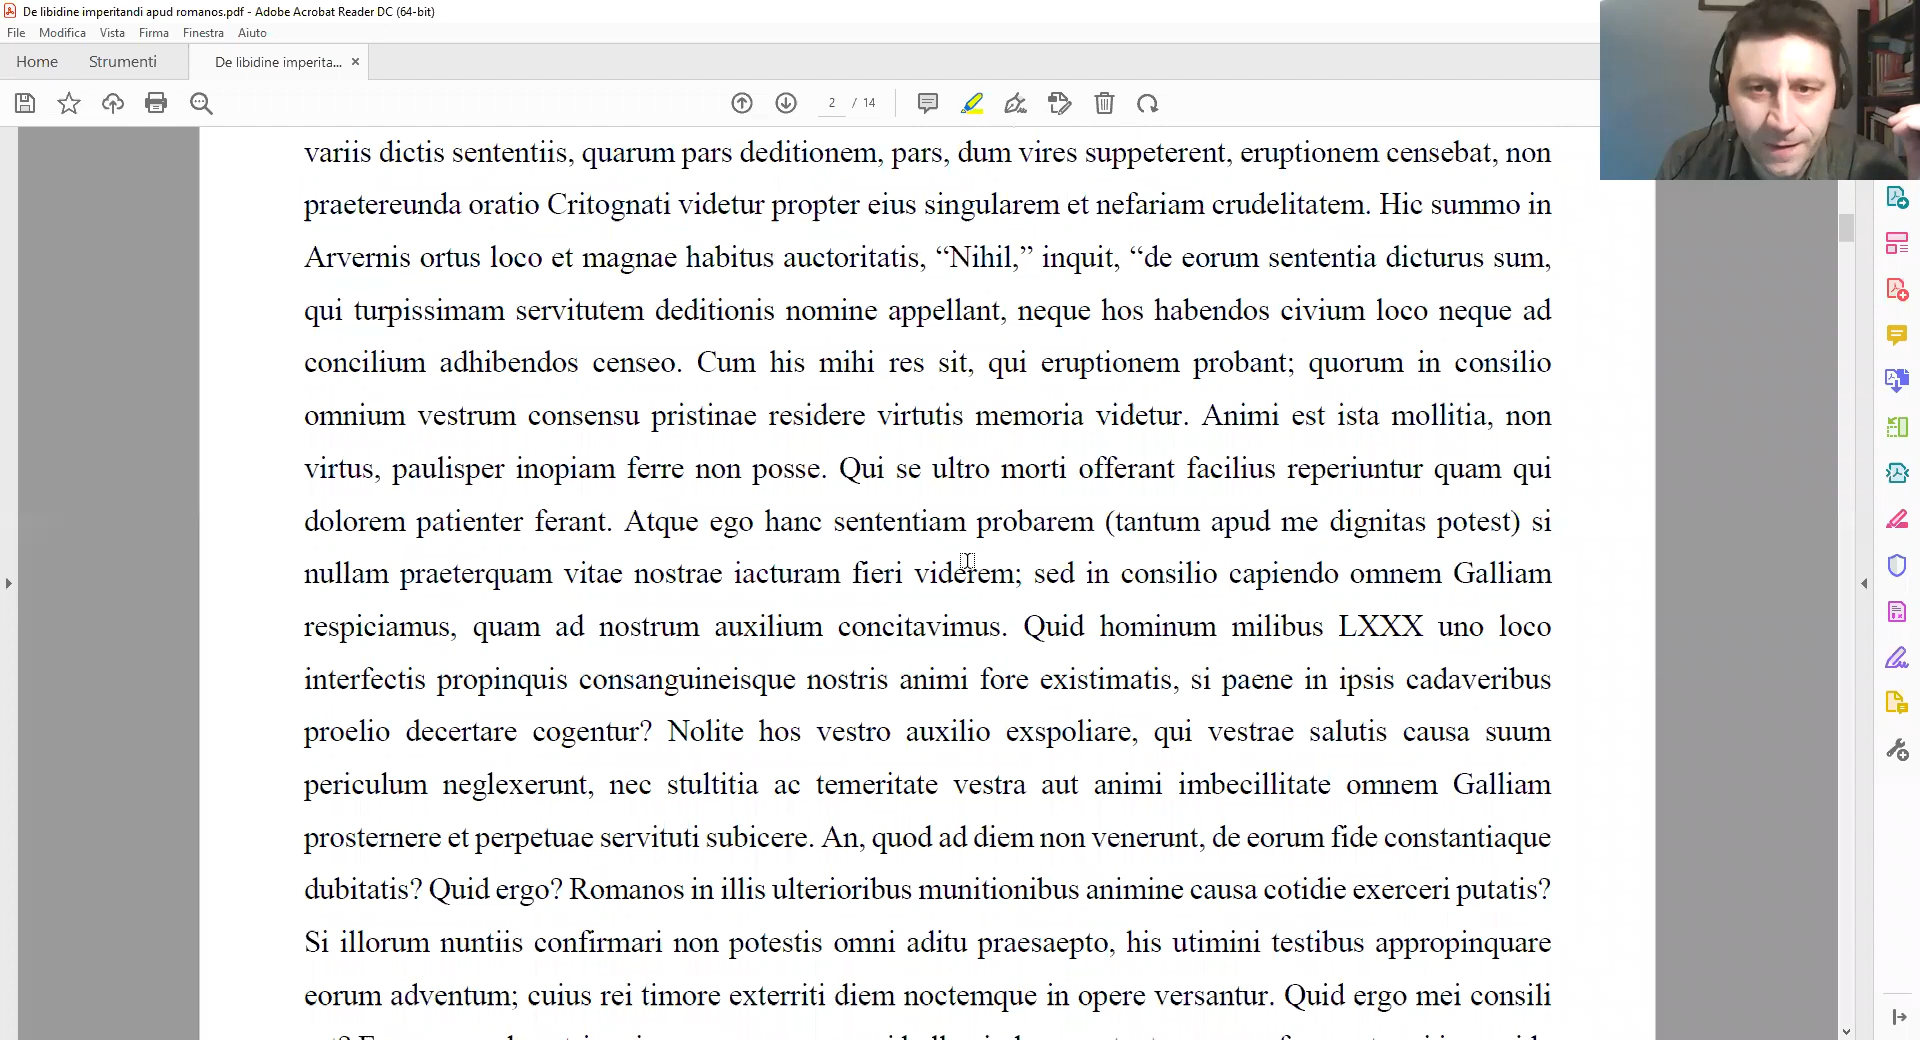 De libidine imperitandi apud romanos.pdf - Adobe Acrobat Reader DC (64-bit)
File Modifica Vista Firma Finestra Aiuto
Home Strumenti De libidine imperita... ×
2 / 14
variis dictis sententiis, quarum pars deditionem, pars, dum vires suppeterent, eruptionem censebat, non
praetereunda oratio Critognati videtur propter eius singularem et nefariam crudelitatem. Hic summo in
Arvernis ortus loco et magnae habitus auctoritatis, “Nihil,” inquit, “de eorum sententia dicturus sum,
qui turpissimam servitutem deditionis nomine appellant, neque hos habendos civium loco neque ad
concilium adhibendos censeo. Cum his mihi res sit, qui eruptionem probant; quorum in consilio
omnium vestrum consensu pristinae residere virtutis memoria videtur. Animi est ista mollitia, non
virtus, paulisper inopiam ferre non posse. Qui se ultro morti offerant facilius reperiuntur quam qui
dolorem patienter ferant. Atque ego hanc sententiam probarem (tantum apud me dignitas potest) si
nullam praeterquam vitae nostrae iacturam fieri viderem; sed in consilio capiendo omnem Galliam
respiciamus, quam ad nostrum auxilium concitavimus. Quid hominum milibus LXXX uno loco
interfectis propinquis consanguineisque nostris animi fore existimatis, si paene in ipsis cadaveribus
proelio decertare cogentur? Nolite hos vestro auxilio exspoliare, qui vestrae salutis causa suum
periculum neglexerunt, nec stultitia ac temeritate vestra aut animi imbecillitate omnem Galliam
prosternere et perpetuae servituti subicere. An, quod ad diem non venerunt, de eorum fide constantiaque
dubitatis? Quid ergo? Romanos in illis ulterioribus munitionibus animine causa cotidie exerceri putatis?
Si illorum nuntiis confirmari non potestis omni aditu praesaepto, his utimini testibus appropinquare
eorum adventum; cuius rei timore exterriti diem noctemque in opere versantur. Quid ergo mei consili